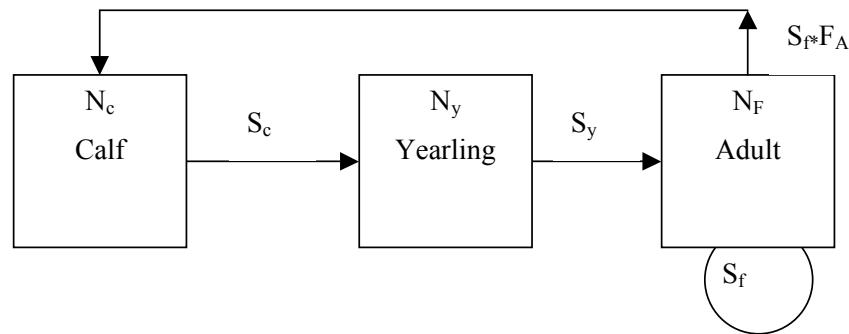 S_f*F_A
N_c
Calf
S_c
N_y
Yearling
S_y
N_F
Adult
S_f